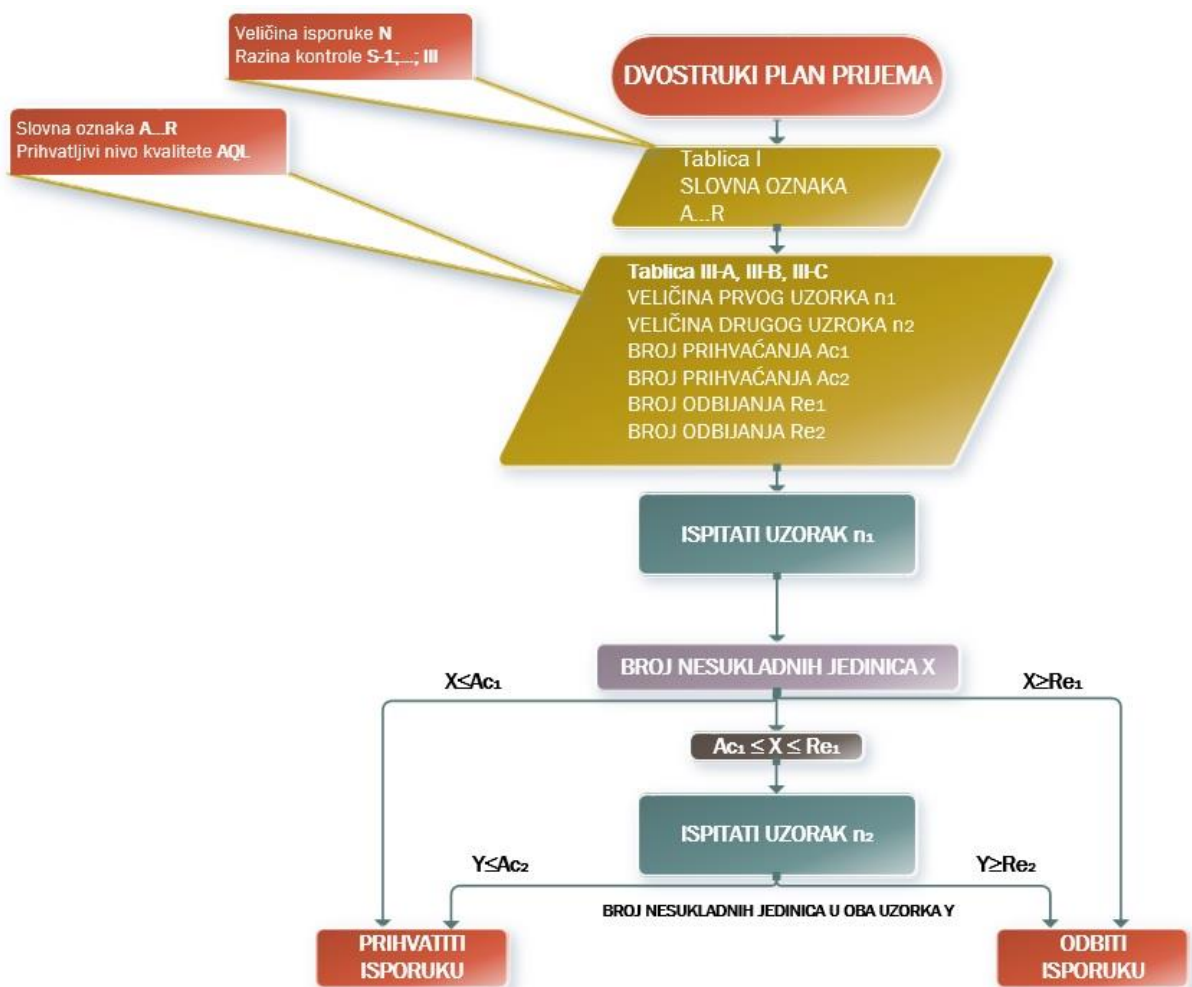 Veličina isporuke N
Razina kontrole S-1;...; III
DVOSTRUKI PLAN PRIJEMA
Slovna oznaka A...R
Prihvatljivi nivo kvalitete AQL
Tablica I
SLOVNA OZNAKA
A...R
Tablica III-A, III-B, III-C
VELIČINA PRVOG UZORKA n₁
VELIČINA DRUGOG UZROKA n₂
BROJ PRIHVAĆANJA Ac₁
BROJ PRIHVAĆANJA Ac₂
BROJ ODBIJANJA Re₁
BROJ ODBIJANJA Re₂
ISPITATI UZORAK n₁
BROJ NESUKLADNIH JEDINICA X
X≤Ac₁
X≥Re₁
Ac₁ ≤ X ≤ Re₁
ISPITATI UZORAK n₂
Y≤Ac₂
Y≥Re₂
BROJ NESUKLADNIH JEDINICA U OBA UZORKA Y
PRIHVATITI
ISPORUKU
ODBITI
ISPORUKU